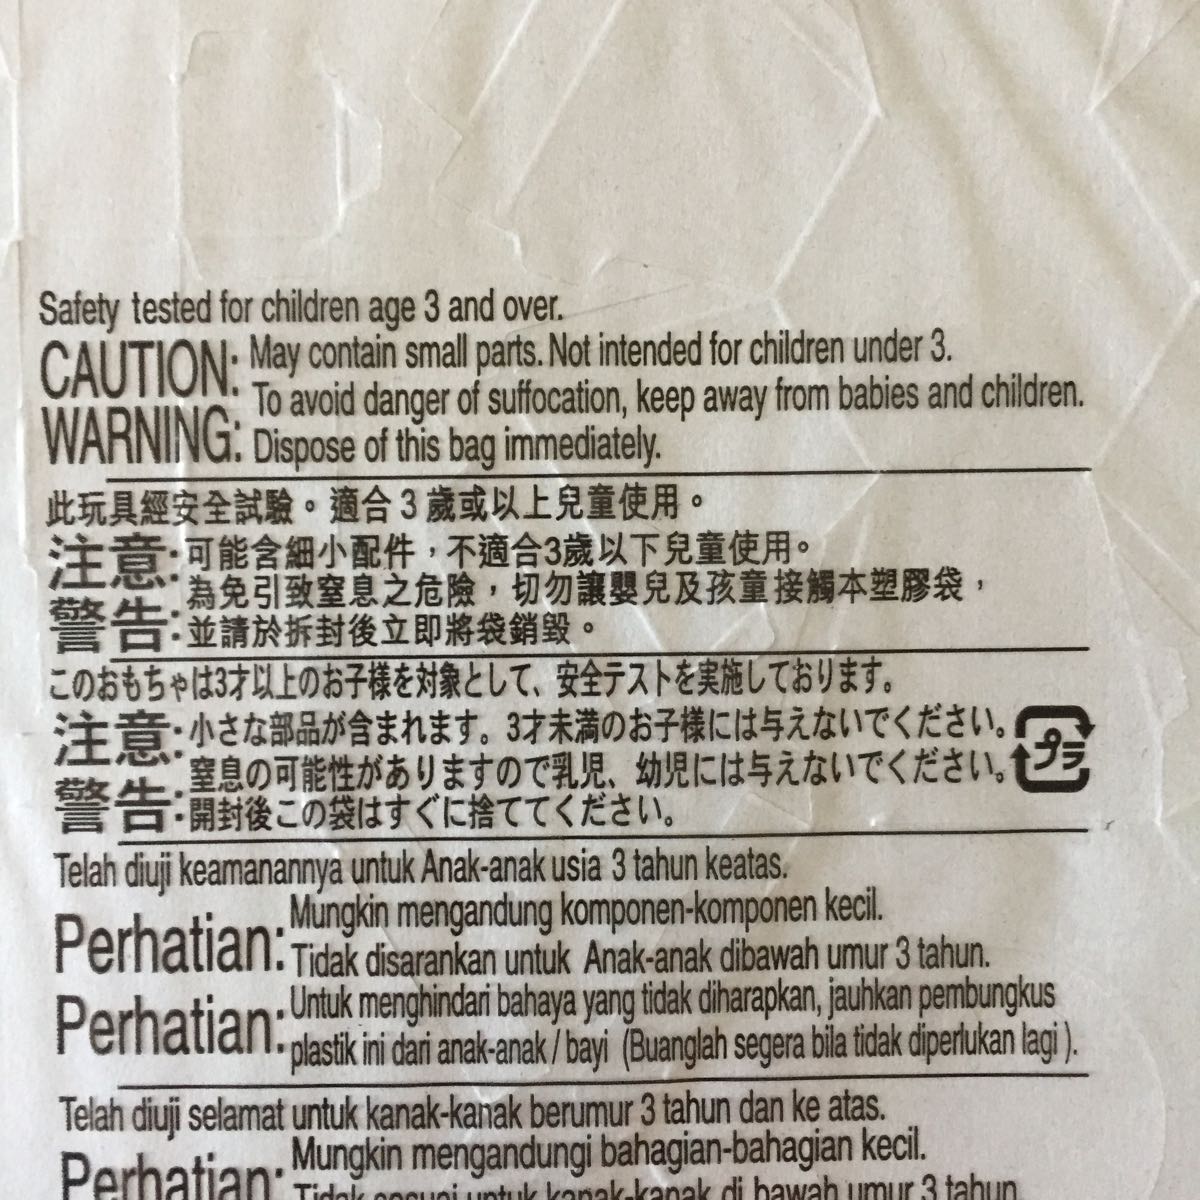 Safety tested for children age 3 and over.
CAUTION: May contain small parts. Not intended for children under 3.
WARNING: To avoid danger of suffocation, keep away from babies and children.
Dispose of this bag immediately.
此玩具經安全試驗。適合3歲或以上兒童使用。
注意:可能含細小配件，不適合3歲以下兒童使用。
警告:為免引致窒息之危險，切勿讓嬰兒及孩童接觸本塑膠袋，
並請於拆封後立即將袋銷毀。
このおもちゃは3才以上のお子様を対象として、安全テストを実施しております。
注意:小さな部品が含まれます。3才未満のお子様には与えないでください。
警告:窒息の可能性がありますので乳児、幼児には与えないでください。
開封後この袋はすぐに捨ててください。
プラ
Telah diuji keamanannya untuk Anak-anak usia 3 tahun keatas.
Perhatian: Mungkin mengandung komponen-komponen kecil.
Tidak disarankan untuk Anak-anak dibawah umur 3 tahun.
Perhatian: Untuk menghindari bahaya yang tidak diharapkan, jauhkan pembungkus
plastik ini dari anak-anak / bayi (Buanglah segera bila tidak diperlukan lagi ).
Telah diuji selamat untuk kanak-kanak berumur 3 tahun dan ke atas.
Perhatian: Mungkin mengandungi bahagian-bahagian kecil.
Tidak sesuai untuk kanak-kanak di bawah umur 3 tahun.